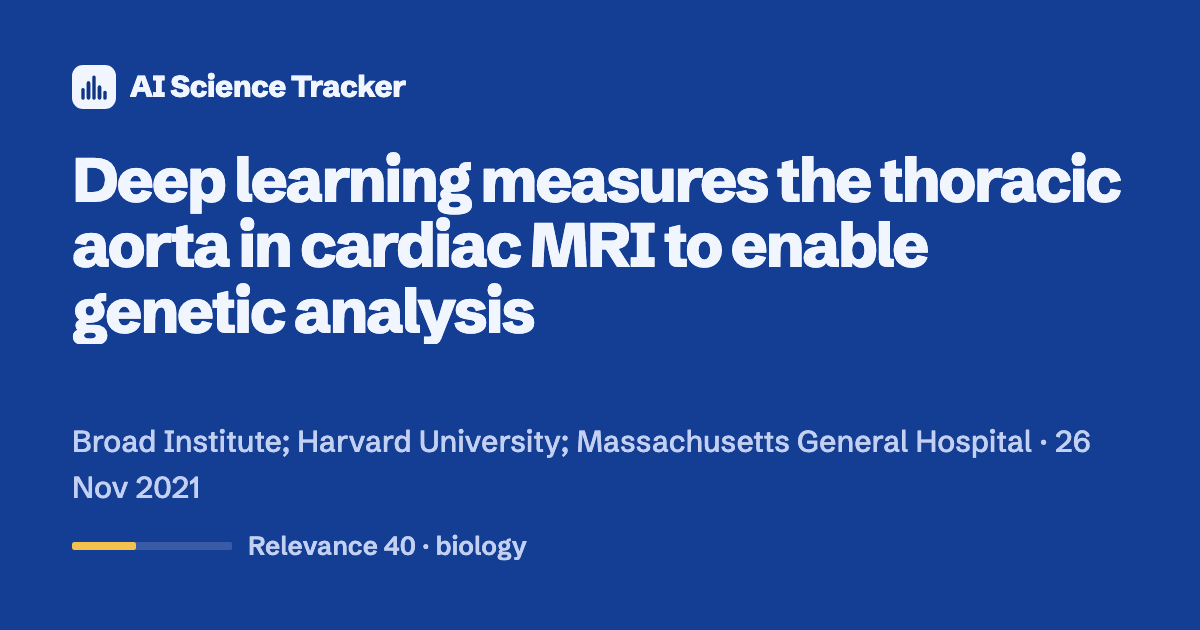 AI Science Tracker
Deep learning measures the thoracic
aorta in cardiac MRI to enable
genetic analysis
Broad Institute; Harvard University; Massachusetts General Hospital · 26
Nov 2021
Relevance 40 · biology